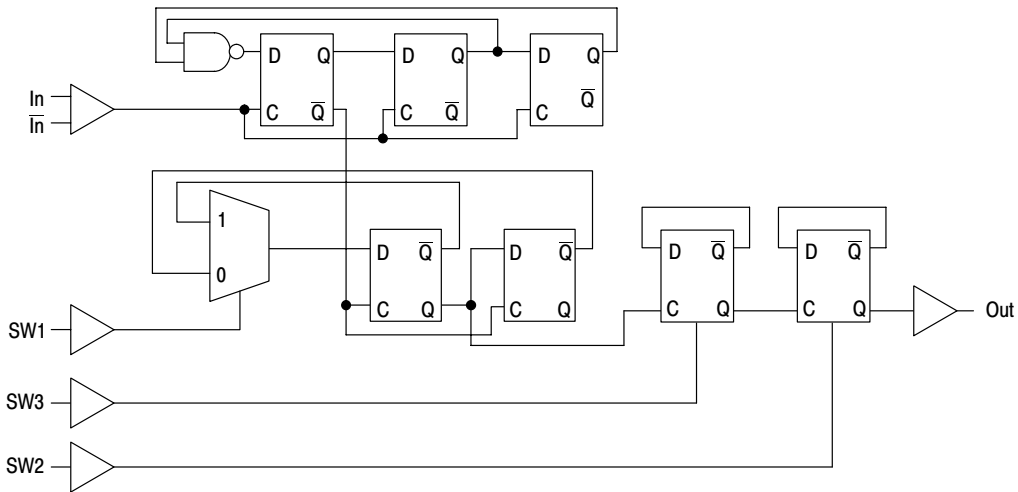 D Q D Q D Q
In
In
C Q C Q C Q
1
0
D Q D Q D Q D Q
C Q C Q C C Q
Q
SW1
Out
SW3
SW2